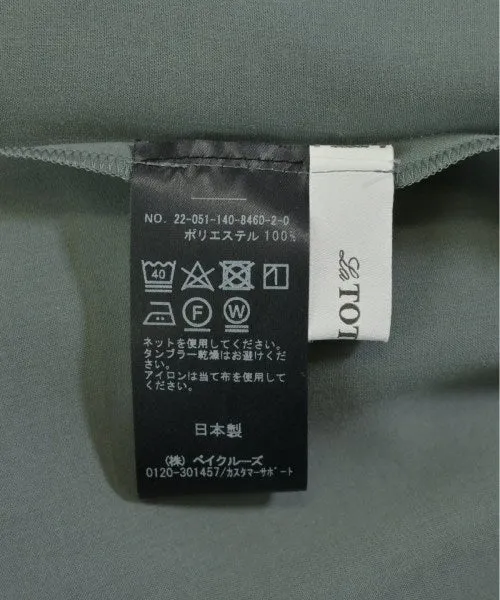 NO. 22-051-140-8460-2-0
ポリエステル 100%
40
F
W
ネットを使用してください。
タンブラー乾燥はお避けくだ
さい。
アイロンは当て布を使用してく
ださい。
日本製
(株) ベイクルーズ
0120-301457/カスタマーサポート
La TOT